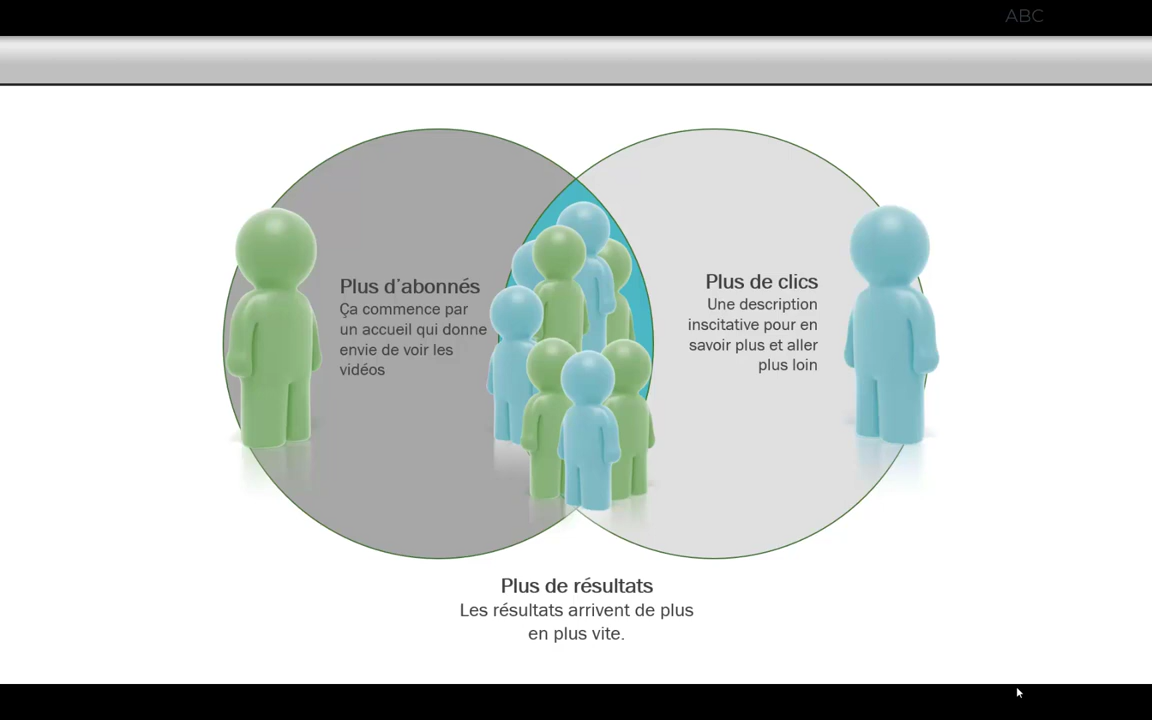 ABC
Plus d'abonnés
Ça commence par
un accueil qui donne
envie de voir les
vidéos
Plus de clics
Une description
inscitative pour en
savoir plus et aller
plus loin
Plus de résultats
Les résultats arrivent de plus
en plus vite.